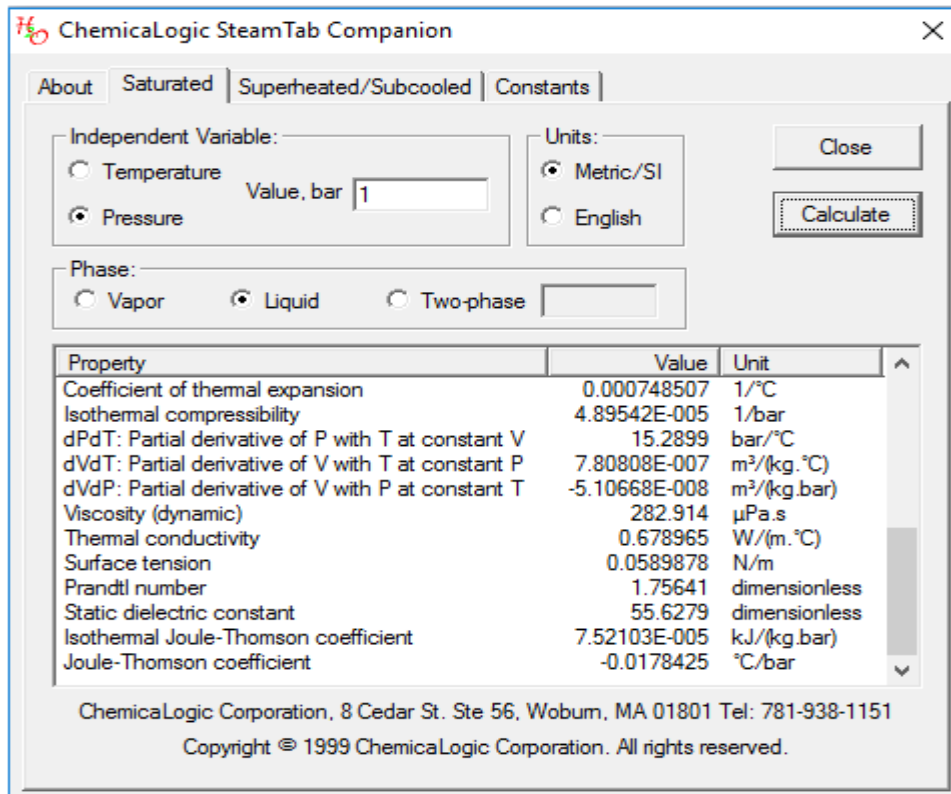 H2O ChemicaLogic SteamTab Companion
About Saturated Superheated/Subcooled Constants
Independent Variable: Units:
Temperature Metric/SI Close
Value, bar 1
Pressure English Calculate
Phase:
Vapor Liquid Two-phase
Property Value Unit
Coefficient of thermal expansion 0.000748507 1/°C
Isothermal compressibility 4.89542E-005 1/bar
dPdT: Partial derivative of P with T at constant V 15.2899 bar/°C
dVdT: Partial derivative of V with T at constant P 7.80808E-007 m³/(kg.°C)
dVdP: Partial derivative of V with P at constant T -5.10668E-008 m³/(kg.bar)
Viscosity (dynamic) 282.914 µPa.s
Thermal conductivity 0.678965 W/(m.°C)
Surface tension 0.0589878 N/m
Prandtl number 1.75641 dimensionless
Static dielectric constant 55.6279 dimensionless
Isothermal Joule-Thomson coefficient 7.52103E-005 kJ/(kg.bar)
Joule-Thomson coefficient -0.0178425 °C/bar
ChemicaLogic Corporation, 8 Cedar St. Ste 56, Woburn, MA 01801 Tel: 781-938-1151
Copyright © 1999 ChemicaLogic Corporation. All rights reserved.